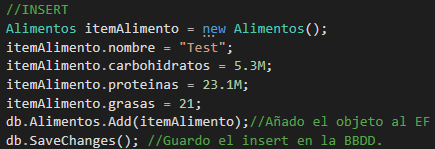 //INSERT
Alimentos itemAlimento = new Alimentos();
itemAlimento.nombre = "Test";
itemAlimento.carbohidratos = 5.3M;
itemAlimento.proteinas = 23.1M;
itemAlimento.grasas = 21;
db.Alimentos.Add(itemAlimento);//Añado el objeto al EF
db.SaveChanges(); //Guardo el insert en la BBDD.